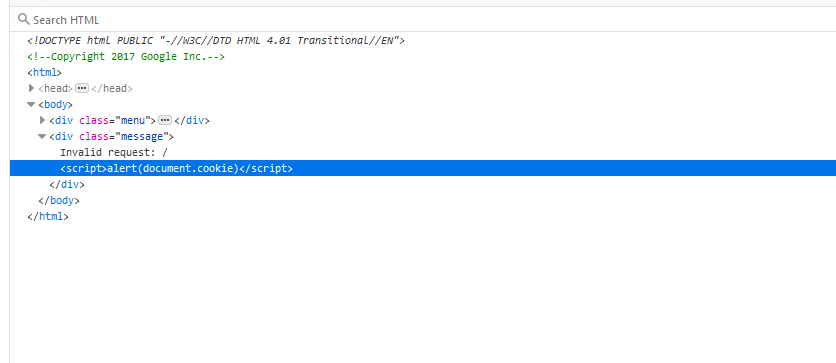 Search HTML
<!DOCTYPE html PUBLIC "-//W3C//DTD HTML 4.01 Transitional//EN">
<!--Copyright 2017 Google Inc.-->
<html>
<head>•••</head>
<body>
<div class="menu">•••</div>
<div class="message">
Invalid request: /
<script>alert(document.cookie)</script>
</div>
</body>
</html>